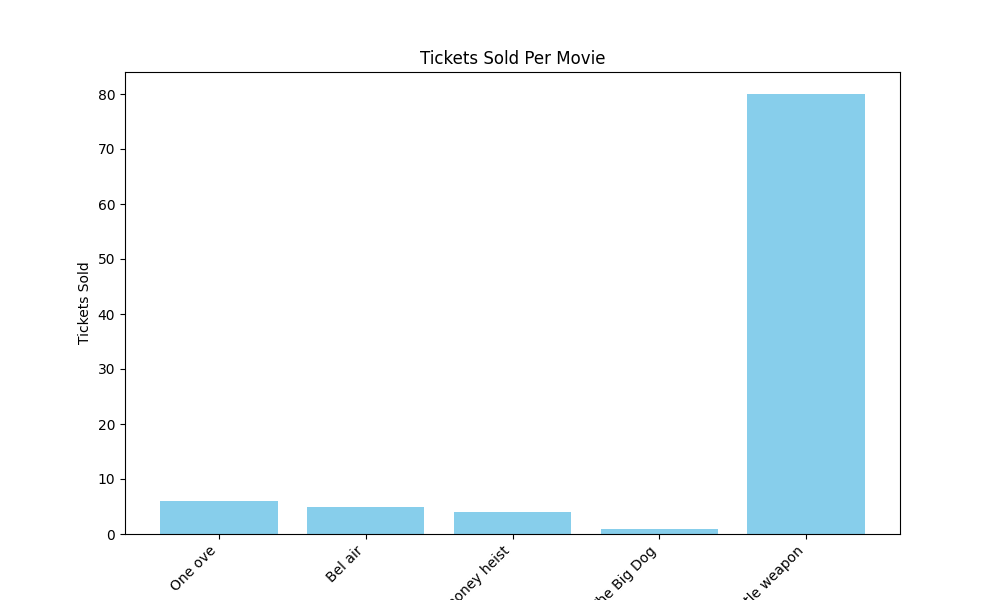 Tickets Sold Per Movie
Tickets Sold
80
70
60
50
40
30
20
10
0
One ove
Bel air
oney heist
he Big Dog
tle weapon